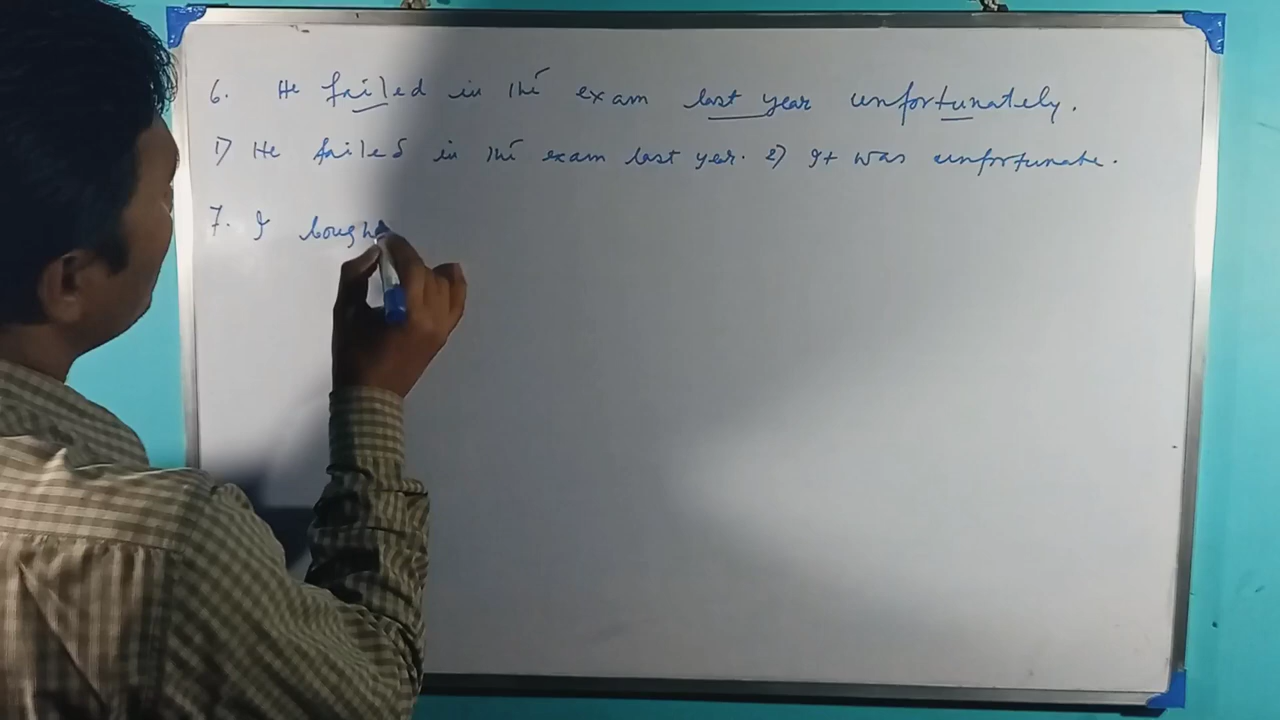 6. He failed in the exam last year unfortunately.
1) He failed in the exam last year. 2) It was unfortunate.
7. I bough